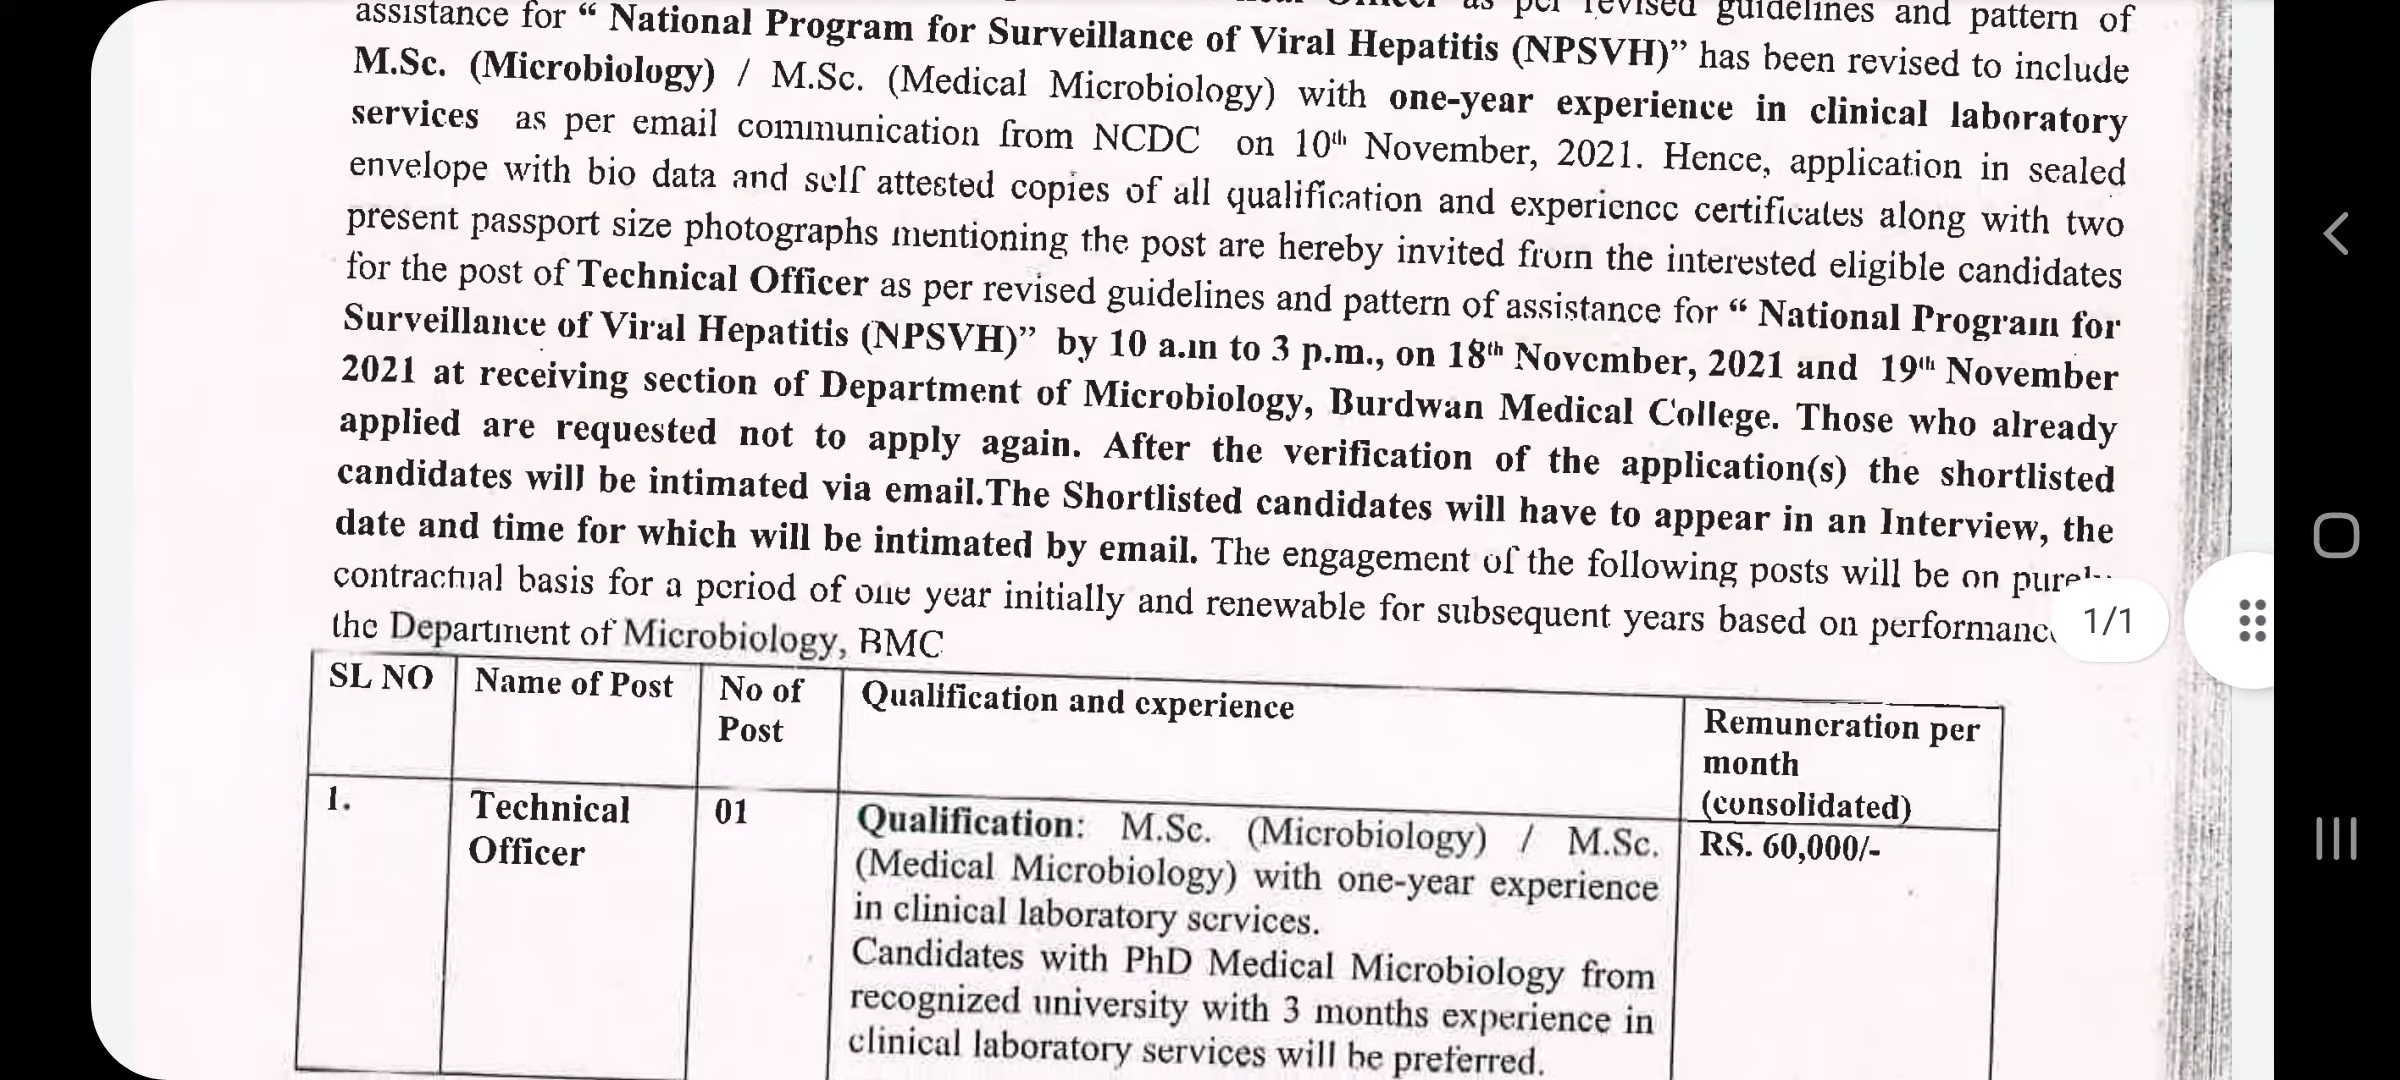 as per revised guidelines and pattern of
assistance for “ National Program for Surveillance of Viral Hepatitis (NPSVH)” has been revised to include
M.Sc. (Microbiology) / M.Sc. (Medical Microbiology) with one-year experience in clinical laboratory
services as per email communication from NCDC on 10th November, 2021. Hence, application in sealed
envelope with bio data and self attested copies of all qualification and experience certificates along with two
present passport size photographs mentioning the post are hereby invited from the interested eligible candidates
for the post of Technical Officer as per revised guidelines and pattern of assistance for “ National Program for
Surveillance of Viral Hepatitis (NPSVH)” by 10 a.m to 3 p.m., on 18th November, 2021 and 19th November
2021 at receiving section of Department of Microbiology, Burdwan Medical College. Those who already
applied are requested not to apply again. After the verification of the application(s) the shortlisted
candidates will be intimated via email.The Shortlisted candidates will have to appear in an Interview, the
date and time for which will be intimated by email. The engagement of the following posts will be on
contractual basis for a period of one year initially and renewable for subsequent years based on
the Department of Microbiology, BMC
1/1
SL NO
Name of Post
No of
Post
Qualification and experience
Remuneration per
month
(consolidated)
1.
Technical
Officer
01
Qualification: M.Sc. (Microbiology) / M.Sc.
(Medical Microbiology) with one-year experience
in clinical laboratory services.
Candidates with PhD Medical Microbiology from
recognized university with 3 months experience in
clinical laboratory services will be preferred.
RS. 60,000/-